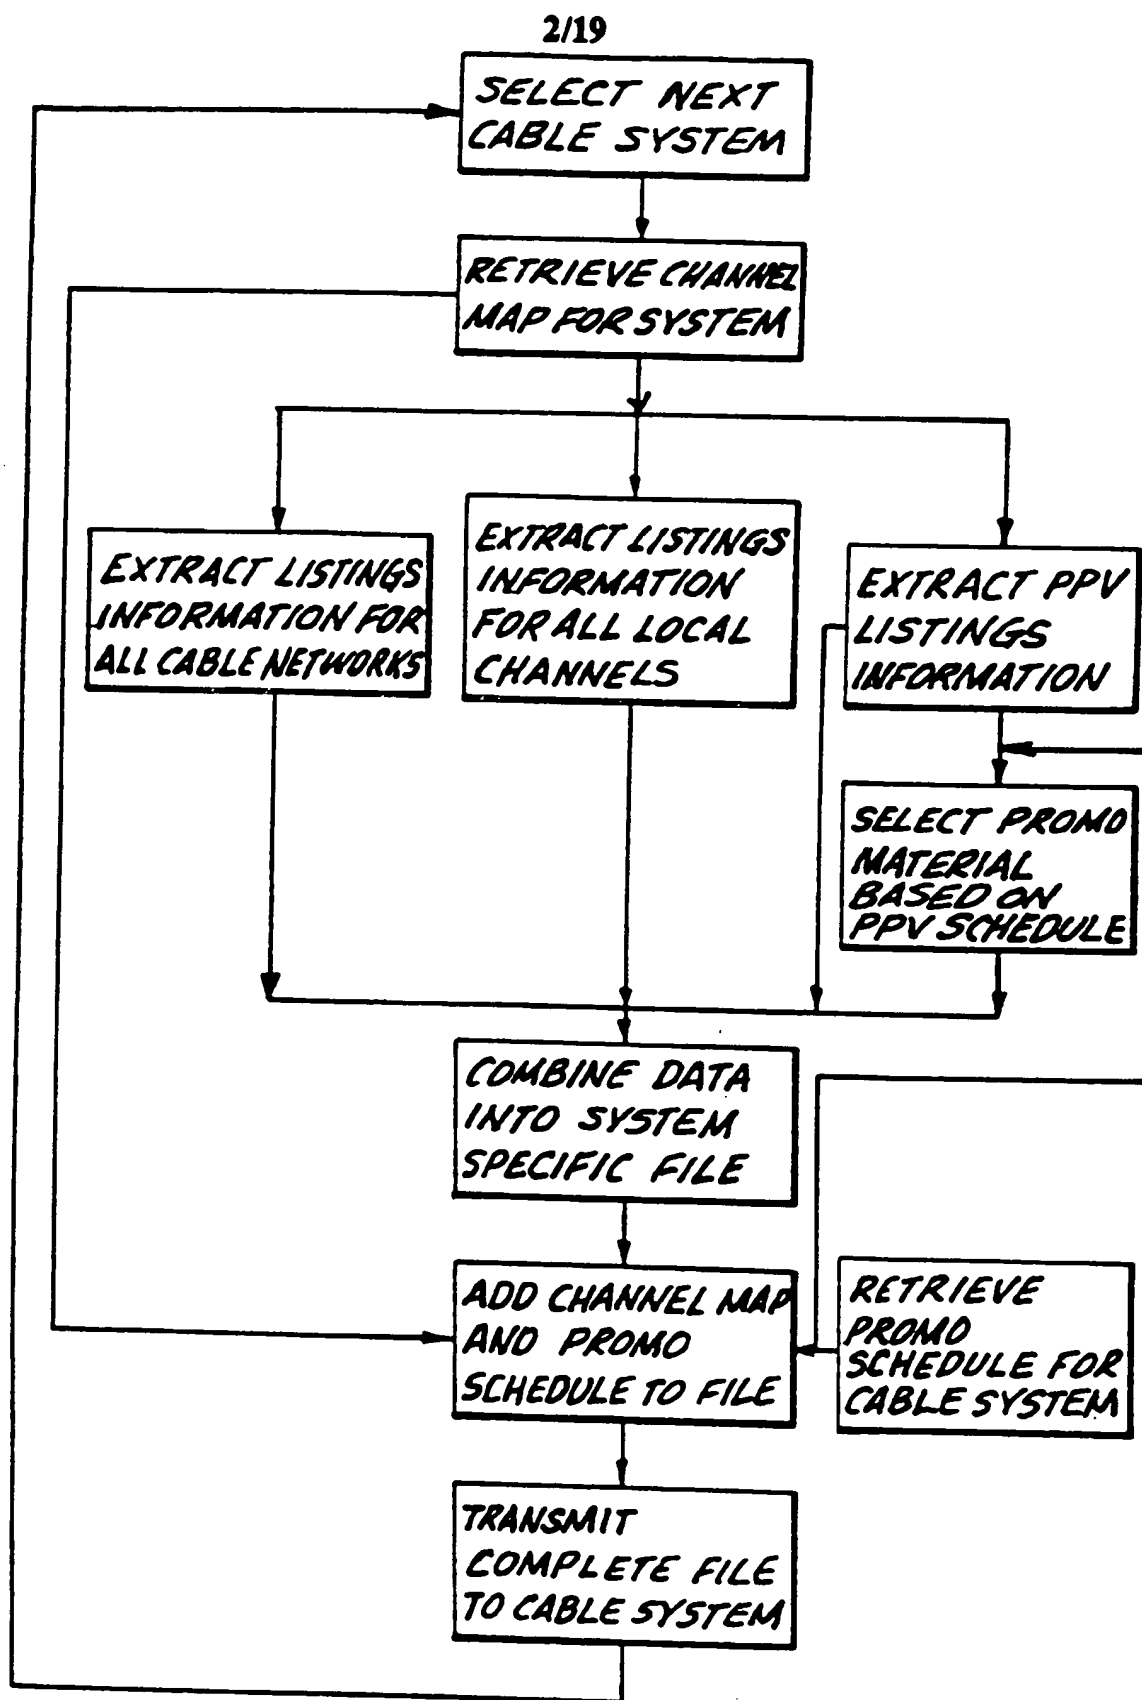 2/19
SELECT NEXT
CABLE SYSTEM
RETRIEVE CHANNEL
MAP FOR SYSTEM
EXTRACT LISTINGS
INFORMATION FOR
ALL CABLE NETWORKS
EXTRACT LISTINGS
INFORMATION
FOR ALL LOCAL
CHANNELS
EXTRACT PPV
LISTINGS
INFORMATION
SELECT PROMO
MATERIAL
BASED ON
PPV SCHEDULE
COMBINE DATA
INTO SYSTEM
SPECIFIC FILE
ADD CHANNEL MAP
AND PROMO
SCHEDULE TO FILE
RETRIEVE
PROMO
SCHEDULE FOR
CABLE SYSTEM
TRANSMIT
COMPLETE FILE
TO CABLE SYSTEM